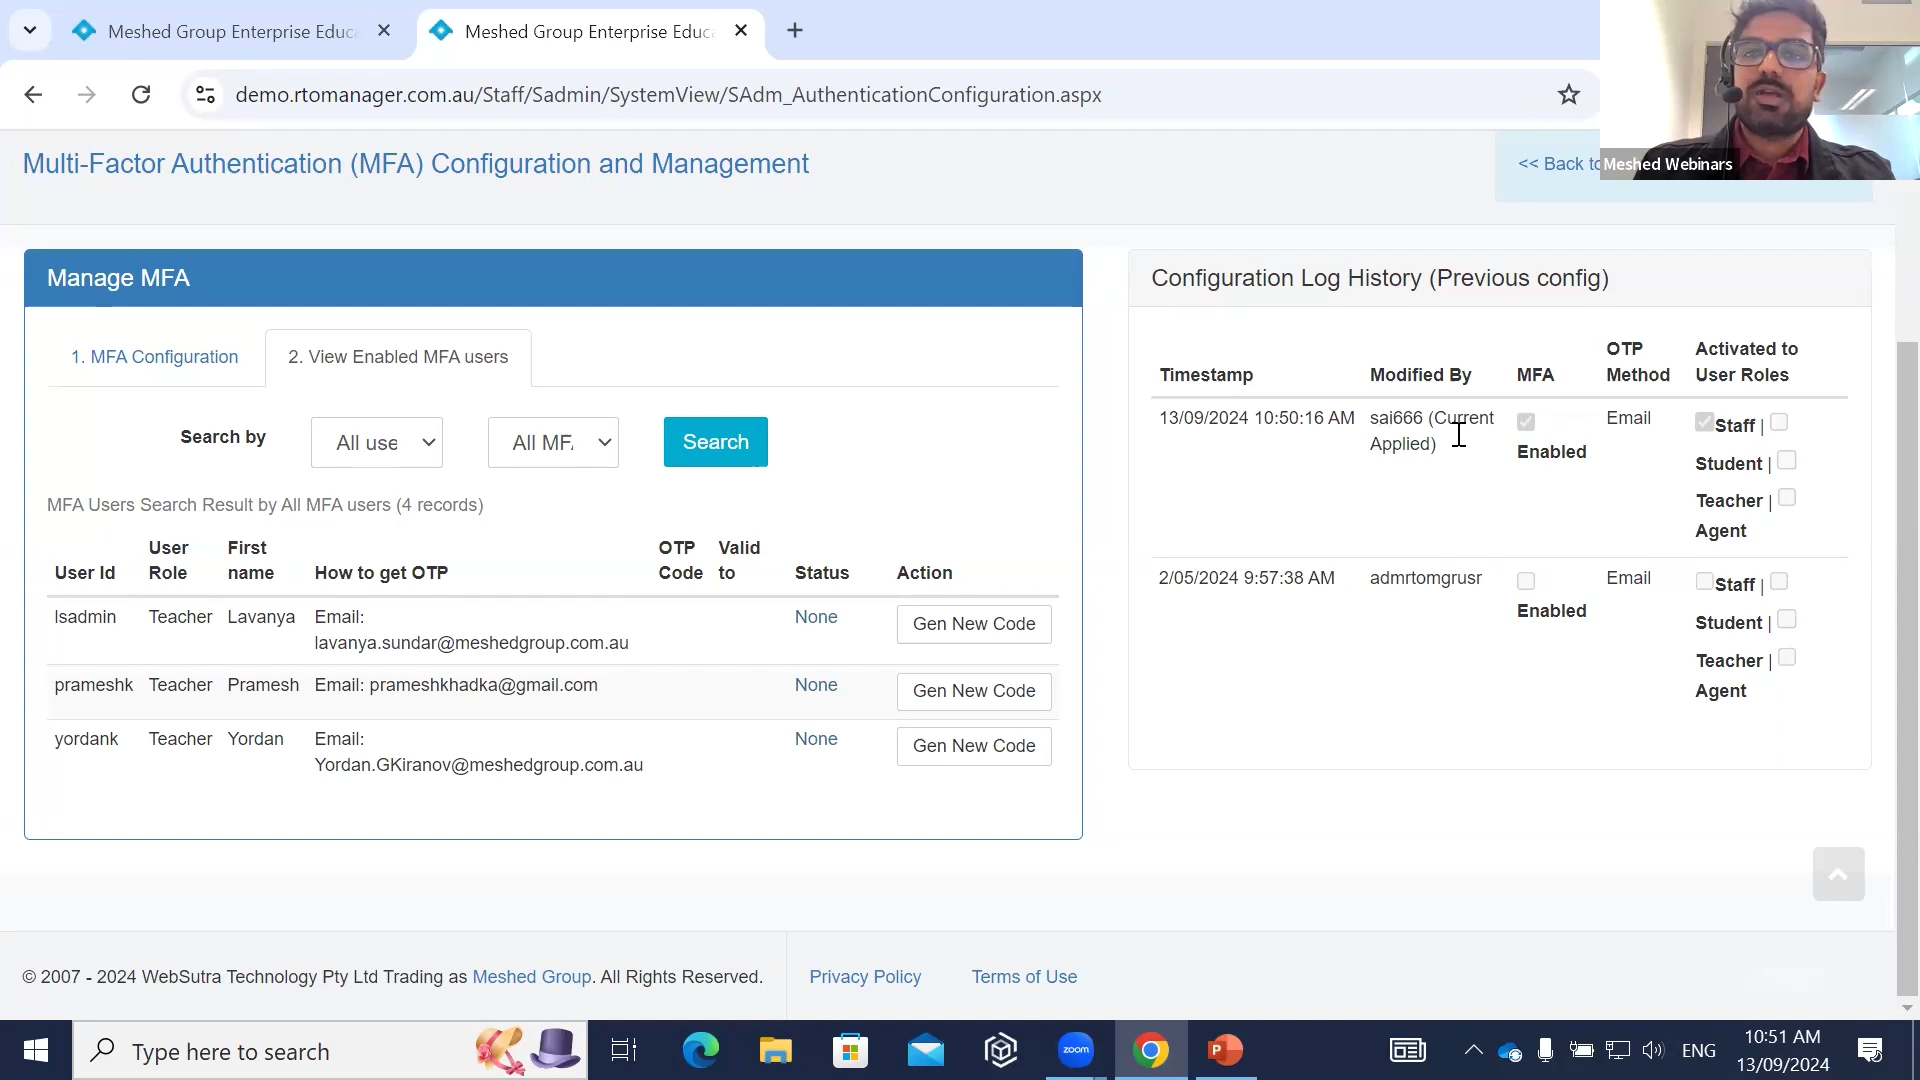 Meshed Group Enterprise Educ
Meshed Group Enterprise Educ
demo.rtomanager.com.au/Staff/Sadmin/SystemView/SAdm_AuthenticationConfiguration.aspx
Multi-Factor Authentication (MFA) Configuration and Management
<< Back to
Meshed Webinars
Manage MFA
1. MFA Configuration
2. View Enabled MFA users
Search by
All use
All MF
Search
MFA Users Search Result by All MFA users (4 records)
User Id
User Role
First name
How to get OTP
OTP Code
Valid to
Status
Action
lsadmin Teacher Lavanya Email: None Gen New Code
lavanya.sundar@meshedgroup.com.au
prameshk Teacher Pramesh Email: prameshkhadka@gmail.com None Gen New Code
yordank Teacher Yordan Email: None Gen New Code
Yordan.GKiranov@meshedgroup.com.au
Configuration Log History (Previous config)
Timestamp
Modified By
MFA
OTP Method
Activated to User Roles
13/09/2024 10:50:16 AM sai666 (Current Email Staff |
Applied) Enabled
Student |
Teacher |
Agent
2/05/2024 9:57:38 AM admrtomgrusr Email Staff |
Enabled
Student |
Teacher |
Agent
© 2007 - 2024 WebSutra Technology Pty Ltd Trading as Meshed Group. All Rights Reserved.
Privacy Policy
Terms of Use
Type here to search
zoom
P
ENG
10:51 AM
13/09/2024